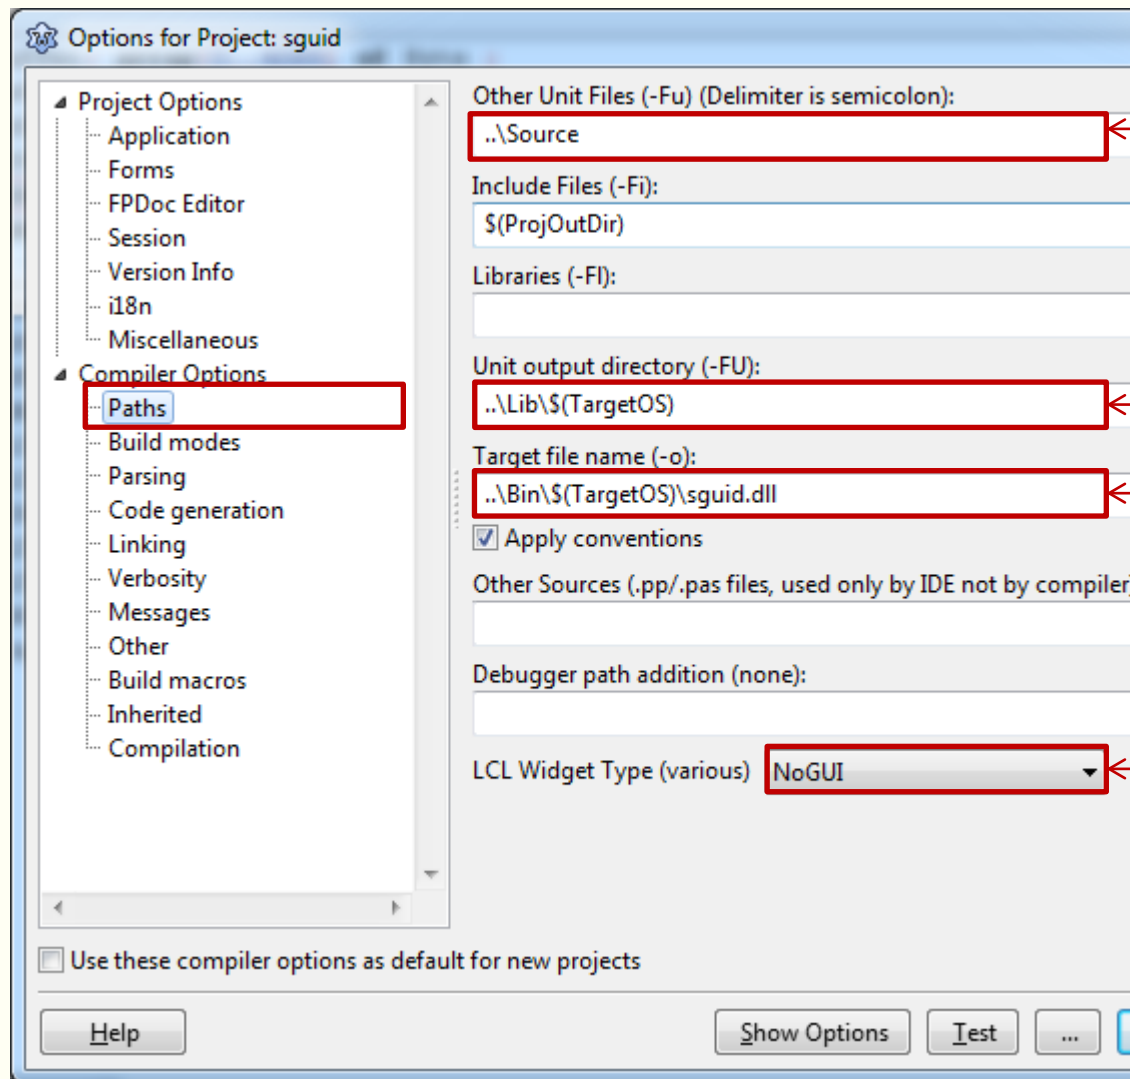 Options for Project: sguid
Project Options
Application
Forms
FPDoc Editor
Session
Version Info
i18n
Miscellaneous
Compiler Options
Paths
Build modes
Parsing
Code generation
Linking
Verbosity
Messages
Other
Build macros
Inherited
Compilation
Other Unit Files (-Fu) (Delimiter is semicolon):
..\Source
Include Files (-Fi):
$(ProjOutDir)
Libraries (-Fl):
Unit output directory (-FU):
..\Lib\$(TargetOS)
Target file name (-o):
..\Bin\$(TargetOS)\sguid.dll
Apply conventions
Other Sources (.pp/.pas files, used only by IDE not by compiler)
Debugger path addition (none):
LCL Widget Type (various) NoGUI
Use these compiler options as default for new projects
Help Show Options Test ...